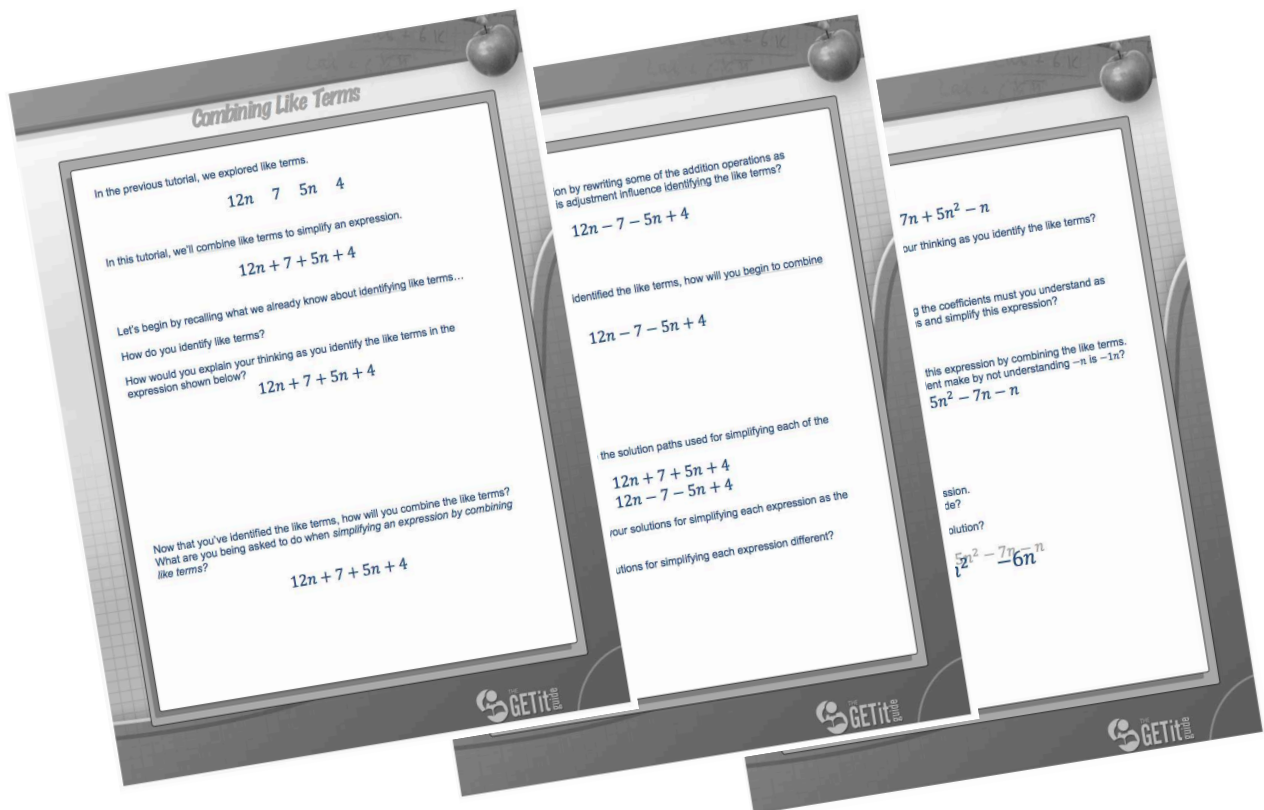 Combining Like Terms
In the previous tutorial, we explored like terms.
12n 7 5n 4
In this tutorial, we'll combine like terms to simplify an expression.
12n + 7 + 5n + 4
Let's begin by recalling what we already know about identifying like terms…
How do you identify like terms?
How would you explain your thinking as you identify the like terms in the
expression shown below?
12n + 7 + 5n + 4
Now that you've identified the like terms, how will you combine the like terms?
What are you being asked to do when simplifying an expression by combining
like terms?
12n + 7 + 5n + 4
THE GETit guide
ion by rewriting some of the addition operations as
is adjustment influence identifying the like terms?
12n − 7 − 5n + 4
identified the like terms, how will you begin to combine
12n − 7 − 5n + 4
the solution paths used for simplifying each of the
12n + 7 + 5n + 4
12n − 7 − 5n + 4
your solutions for simplifying each expression as the
utions for simplifying each expression different?
THE GETit guide
7n + 5n² − n
our thinking as you identify the like terms?
g the coefficients must you understand as
s and simplify this expression?
this expression by combining the like terms.
ent make by not understanding −n is −1n?
5n² − 7n − n
ssion.
de?
olution?
5n² − 7n − n
n² −6n
THE GETit guide